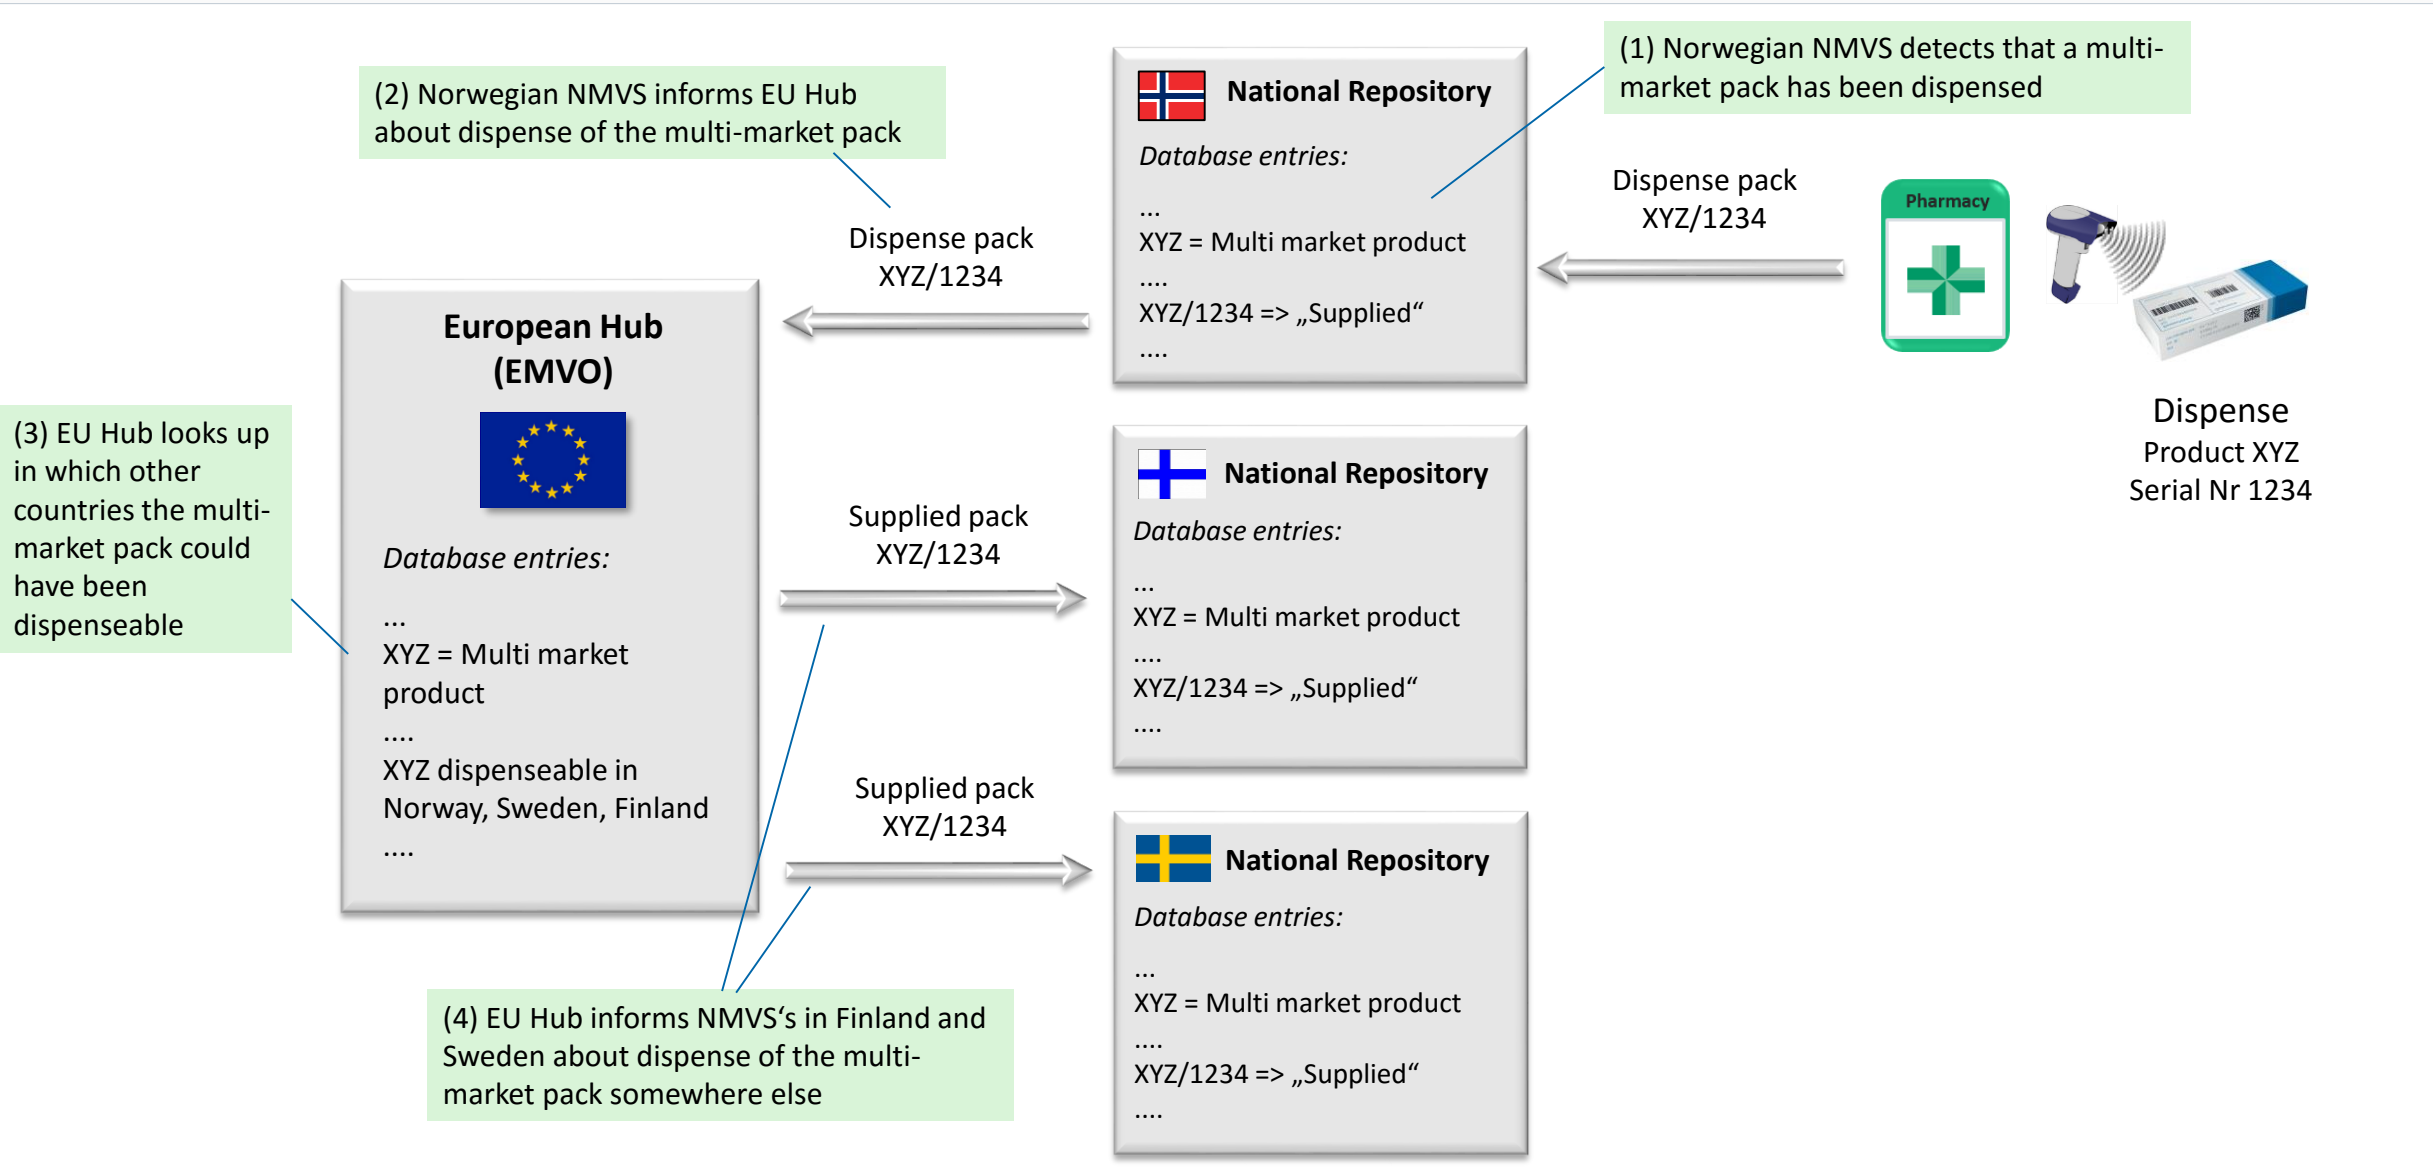 (1) Norwegian NMVS detects that a multi-
market pack has been dispensed
(2) Norwegian NMVS informs EU Hub
about dispense of the multi-market pack
National Repository
Database entries:
...
XYZ = Multi market product
....
XYZ/1234 => „Supplied“
....
Dispense pack
XYZ/1234
Pharmacy
Dispense
Product XYZ
Serial Nr 1234
Dispense pack
XYZ/1234
European Hub
(EMVO)
Database entries:
...
XYZ = Multi market
product
....
XYZ dispenseable in
Norway, Sweden, Finland
....
(3) EU Hub looks up
in which other
countries the multi-
market pack could
have been
dispenseable
Supplied pack
XYZ/1234
National Repository
Database entries:
...
XYZ = Multi market product
....
XYZ/1234 => „Supplied“
....
Supplied pack
XYZ/1234
National Repository
Database entries:
...
XYZ = Multi market product
....
XYZ/1234 => „Supplied“
....
(4) EU Hub informs NMVS‘s in Finland and
Sweden about dispense of the multi-
market pack somewhere else